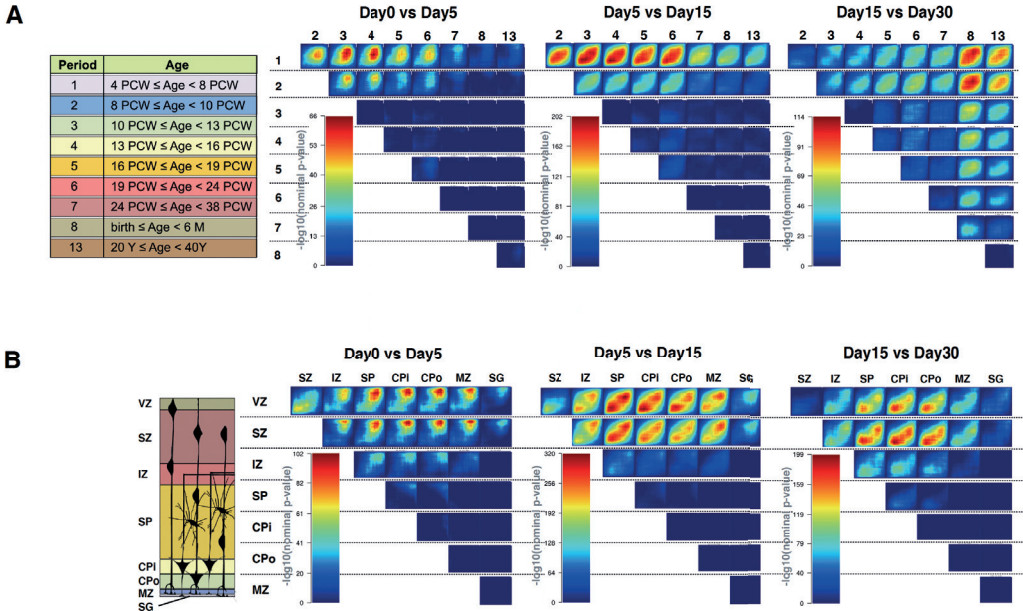 A
Day0 vs Day5
Day5 vs Day15
Day15 vs Day30
2 3 4 5 6 7 8 13
2 3 4 5 6 7 8 13
2 3 4 5 6 7 8 13
Period Age
1 4 PCW ≤ Age < 8 PCW
2 8 PCW ≤ Age < 10 PCW
3 10 PCW ≤ Age < 13 PCW
4 13 PCW ≤ Age < 16 PCW
5 16 PCW ≤ Age < 19 PCW
6 19 PCW ≤ Age < 24 PCW
7 24 PCW ≤ Age < 38 PCW
8 birth ≤ Age < 6 M
13 20 Y ≤ Age < 40Y
1
2
3
4
5
6
7
8
66
53
40
26
13
0
-log10(nominal p-value)
202
162
121
81
40
0
-log10(nominal p-value)
114
92
69
46
23
0
-log10(nominal p-value)
B
Day0 vs Day5
Day5 vs Day15
Day15 vs Day30
SZ IZ SP CPi CPo MZ SG
SZ IZ SP CPi CPo MZ SG
SZ IZ SP CPi CPo MZ SG
VZ
SZ
IZ
SP
CPi
CPo
MZ
SG
VZ
SZ
IZ
SP
CPi
CPo
MZ
102
82
61
41
20
0
-log10(nominal p-value)
320
256
192
128
64
0
-log10(nominal p-value)
199
159
119
79
39
0
-log10(nominal p-value)